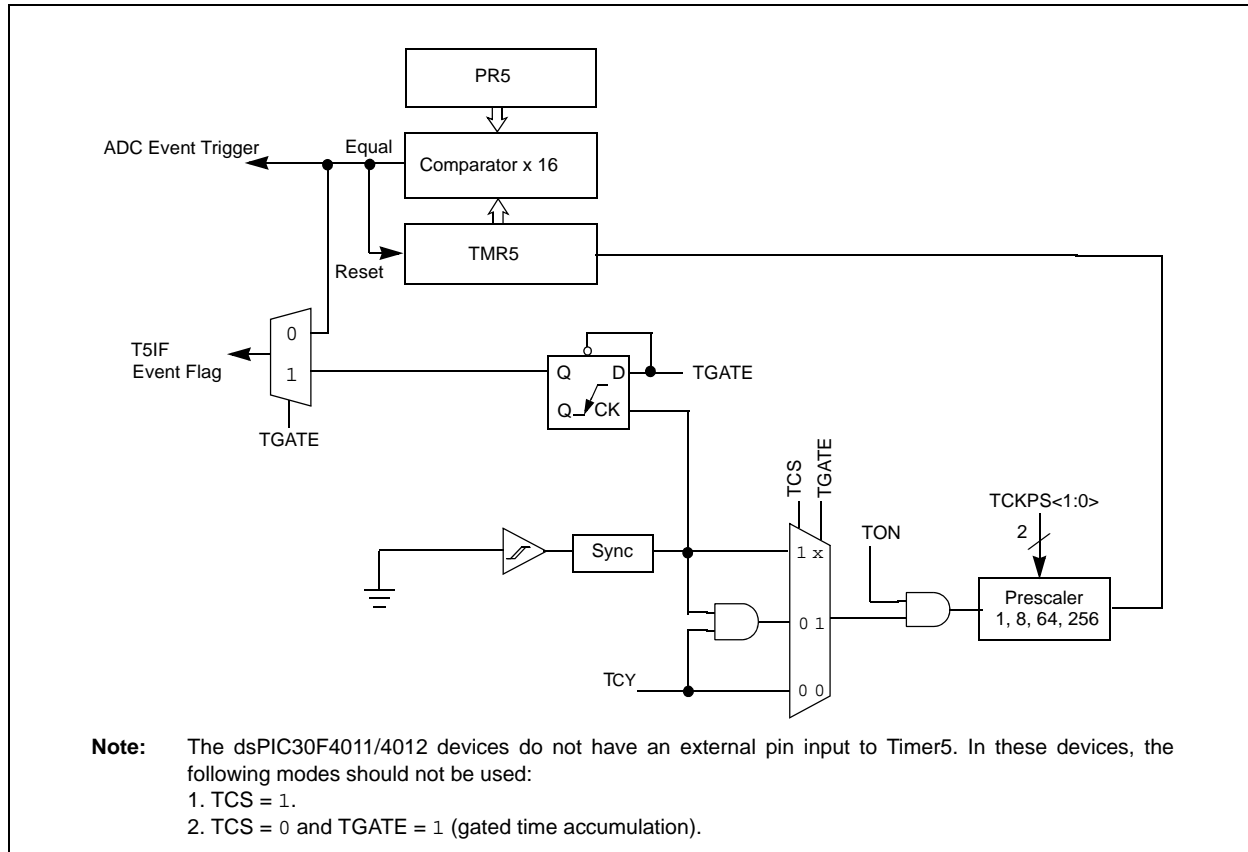 PR5
ADC Event Trigger
Equal
Comparator x 16
TMR5
Reset
0
T5IF
Event Flag
1
TGATE
Q
D
TGATE
Q
CK
TCS
TGATE
TCKPS<1:0>
2
TON
Sync
1 x
Prescaler
1, 8, 64, 256
0 1
TCY
0 0
Note: The dsPIC30F4011/4012 devices do not have an external pin input to Timer5. In these devices, the
following modes should not be used:
1. TCS = 1.
2. TCS = 0 and TGATE = 1 (gated time accumulation).